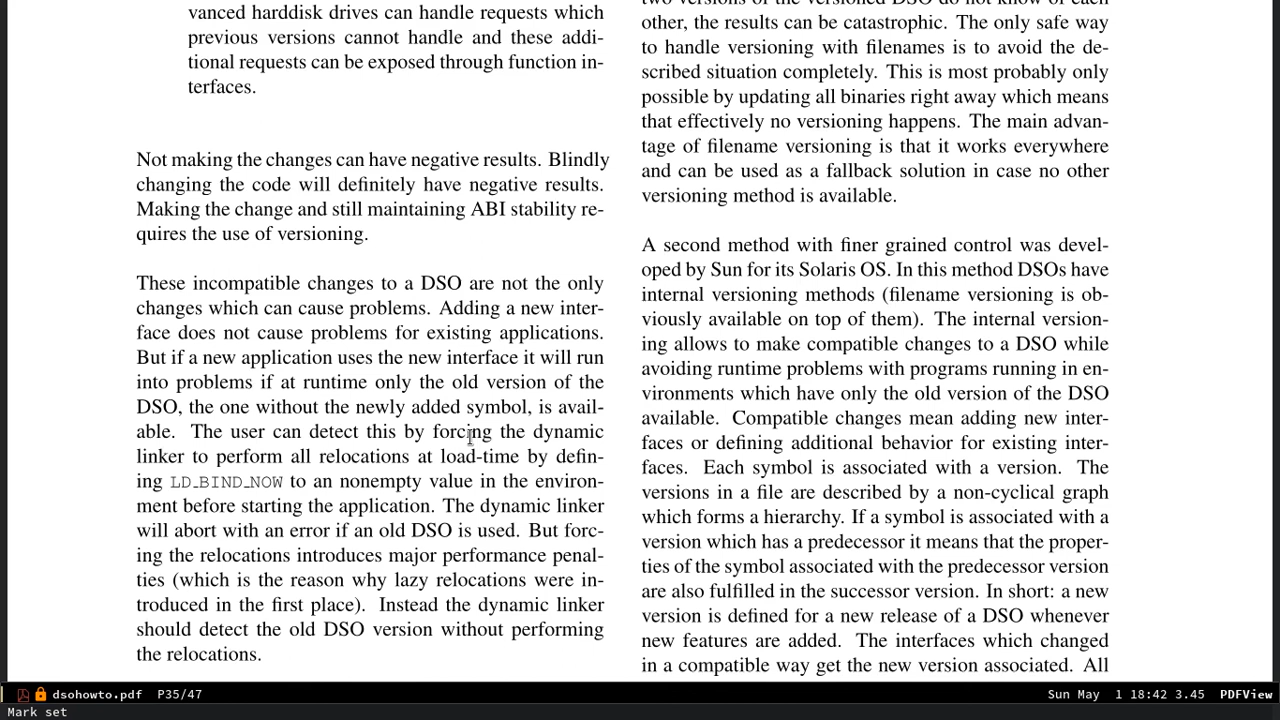 vanced harddisk drives can handle requests which
previous versions cannot handle and these addi-
tional requests can be exposed through function in-
terfaces.
Not making the changes can have negative results. Blindly
changing the code will definitely have negative results.
Making the change and still maintaining ABI stability re-
quires the use of versioning.
These incompatible changes to a DSO are not the only
changes which can cause problems. Adding a new inter-
face does not cause problems for existing applications.
But if a new application uses the new interface it will run
into problems if at runtime only the old version of the
DSO, the one without the newly added symbol, is avail-
able. The user can detect this by forcing the dynamic
linker to perform all relocations at load-time by defin-
ing LD_BIND_NOW to an nonempty value in the environ-
ment before starting the application. The dynamic linker
will abort with an error if an old DSO is used. But forc-
ing the relocations introduces major performance penal-
ties (which is the reason why lazy relocations were in-
troduced in the first place). Instead the dynamic linker
should detect the old DSO version without performing
the relocations.
two versions of the versioned DSO do not know of each
other, the results can be catastrophic. The only safe way
to handle versioning with filenames is to avoid the de-
scribed situation completely. This is most probably only
possible by updating all binaries right away which means
that effectively no versioning happens. The main advan-
tage of filename versioning is that it works everywhere
and can be used as a fallback solution in case no other
versioning method is available.
A second method with finer grained control was devel-
oped by Sun for its Solaris OS. In this method DSOs have
internal versioning methods (filename versioning is ob-
viously available on top of them). The internal version-
ing allows to make compatible changes to a DSO while
avoiding runtime problems with programs running in en-
vironments which have only the old version of the DSO
available. Compatible changes mean adding new inter-
faces or defining additional behavior for existing inter-
faces. Each symbol is associated with a version. The
versions in a file are described by a non-cyclical graph
which forms a hierarchy. If a symbol is associated with a
version which has a predecessor it means that the proper-
ties of the symbol associated with the predecessor version
are also fulfilled in the successor version. In short: a new
version is defined for a new release of a DSO whenever
new features are added. The interfaces which changed
in a compatible way get the new version associated. All
dsohowto.pdf P35/47 Sun May 1 18:42 3.45 PDFView
Mark set